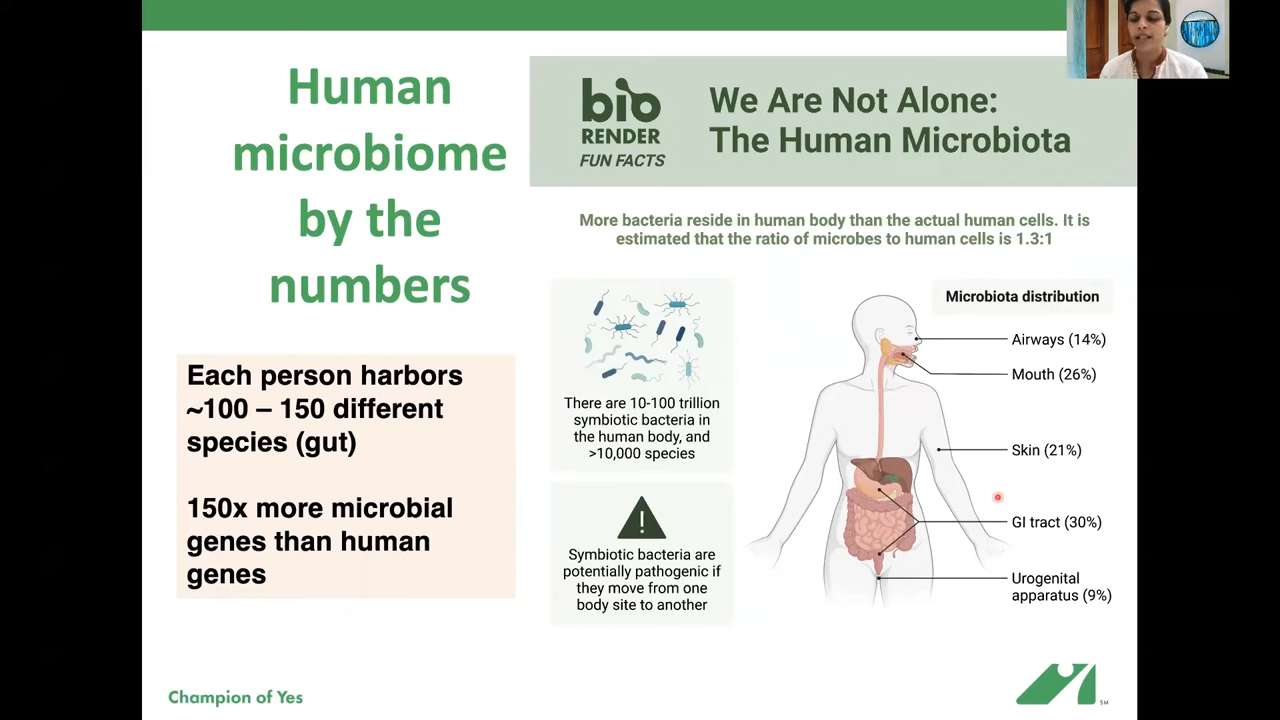 Human
microbiome
by the
numbers
Each person harbors
~100 – 150 different
species (gut)
150x more microbial
genes than human
genes
bio
RENDER
FUN FACTS
We Are Not Alone:
The Human Microbiota
More bacteria reside in human body than the actual human cells. It is
estimated that the ratio of microbes to human cells is 1.3:1
There are 10-100 trillion
symbiotic bacteria in
the human body, and
>10,000 species
!
Symbiotic bacteria are
potentially pathogenic if
they move from one
body site to another
Microbiota distribution
Airways (14%)
Mouth (26%)
Skin (21%)
GI tract (30%)
Urogenital
apparatus (9%)
Champion of Yes
SM